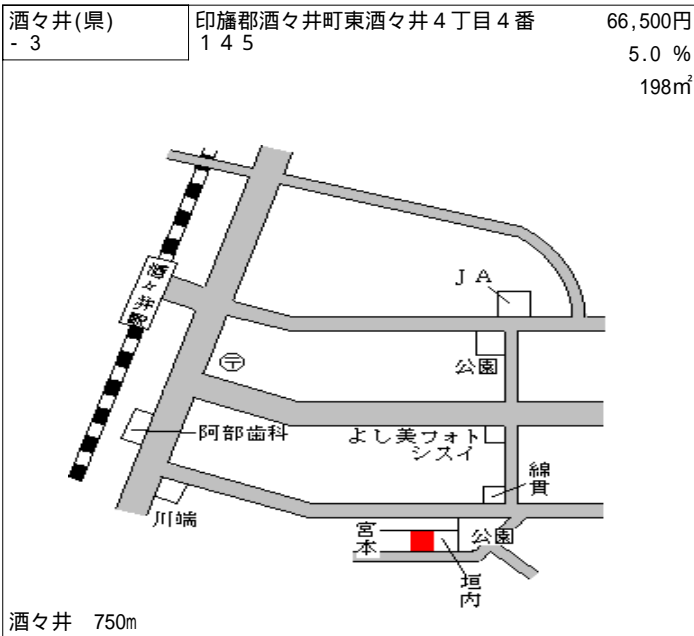 酒々井(県)
- 3
印旛郡酒々井町東酒々井４丁目４番
１４５
66,500円
5.0 %
198㎡
酒々井駅
ＪＡ
〒
公園
阿部歯科
よし美フォト
シスイ
綿貫
川端
宮本
公園
垣内
酒々井 750m